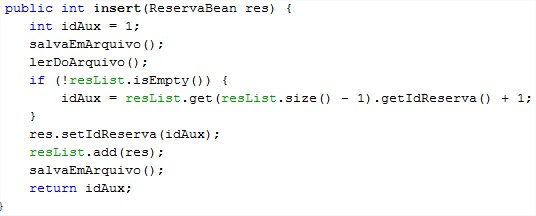 public int insert(ReservaBean res) {
    int idAux = 1;
    salvaEmArquivo();
    lerDoArquivo();
    if (!resList.isEmpty()) {
        idAux = resList.get(resList.size() - 1).getIdReserva() + 1;
    }
    res.setIdReserva(idAux);
    resList.add(res);
    salvaEmArquivo();
    return idAux;
}